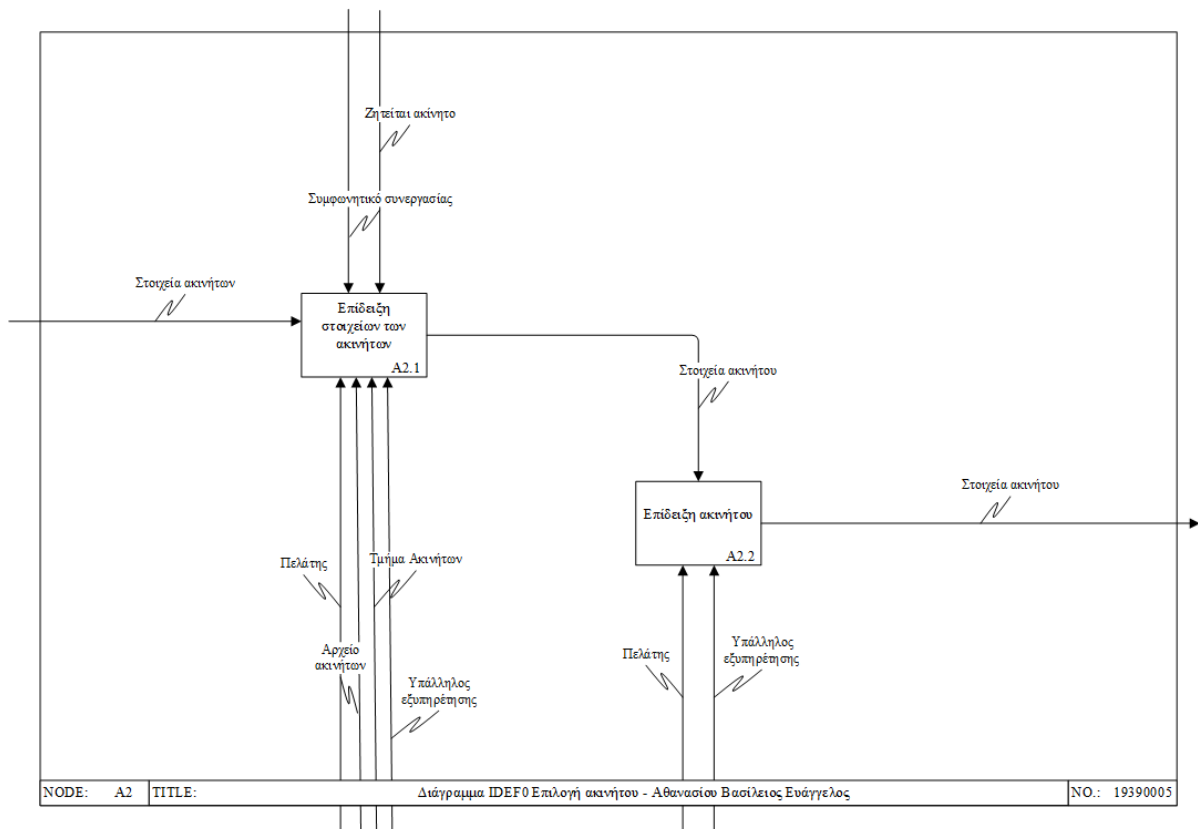 Ζητείται ακίνητο
Συμφωνητικό συνεργασίας
Στοιχεία ακινήτων
Επίδειξη
στοιχείων των
ακινήτων
A2.1
Στοιχεία ακινήτου
Στοιχεία ακινήτου
Επίδειξη ακινήτου
A2.2
Πελάτης
Τμήμα Ακινήτων
Αρχείο
ακινήτων
Υπάλληλος
εξυπηρέτησης
Πελάτης
Υπάλληλος
εξυπηρέτησης
NODE: A2 TITLE: Διάγραμμα IDEF0 Επιλογή ακινήτου - Αθανασίου Βασίλειος Ευάγγελος NO.: 19390005